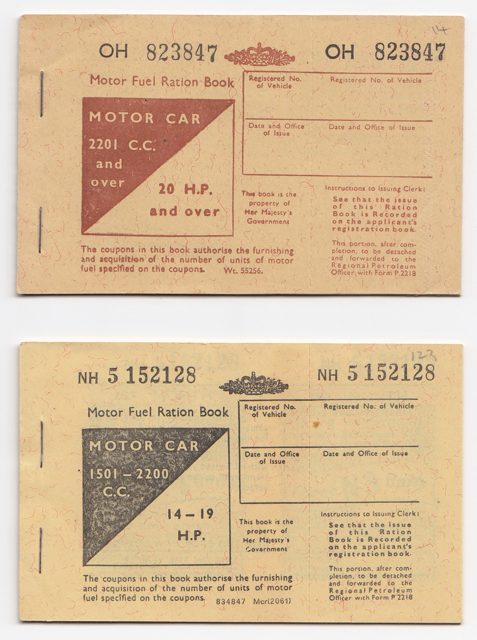 14
OH 823847 OH 823847
Motor Fuel Ration Book
Registered No. of Vehicle
Registered No. of Vehicle
MOTOR CAR
2201 C.C.
and
over
20 H.P.
and over
Date and Office of Issue
Date and Office of Issue
This book is the
property of
Her Majesty's
Government
Instructions to Issuing Clerk:
See that the issue
of this Ration
Book is Recorded
on the applicant's
registration book.
This portion, after com-
pletion, to be detached
and forwarded to the
Regional Petroleum
Officer with Form P.2218
The coupons in this book authorise the furnishing
and acquisition of the number of units of motor
fuel specified on the coupons. Wt. 55256.
123
NH 5 152128 NH 5 152128
Motor Fuel Ration Book
Registered No. of Vehicle
Registered No. of Vehicle
MOTOR CAR
1501 – 2200
C.C.
14 – 19
H.P.
Date and Office of Issue
Date and Office of Issue
This book is the
property of
Her Majesty's
Government
Instructions to Issuing Clerk:
See that the issue
of this Ration
Book is Recorded
on the applicant's
registration book.
This portion, after com-
pletion, to be detached
and forwarded to the
Regional Petroleum
Officer with Form P.2218
The coupons in this book authorise the furnishing
and acquisition of the number of units of motor
fuel specified on the coupons. 834847 Mcr(2061)